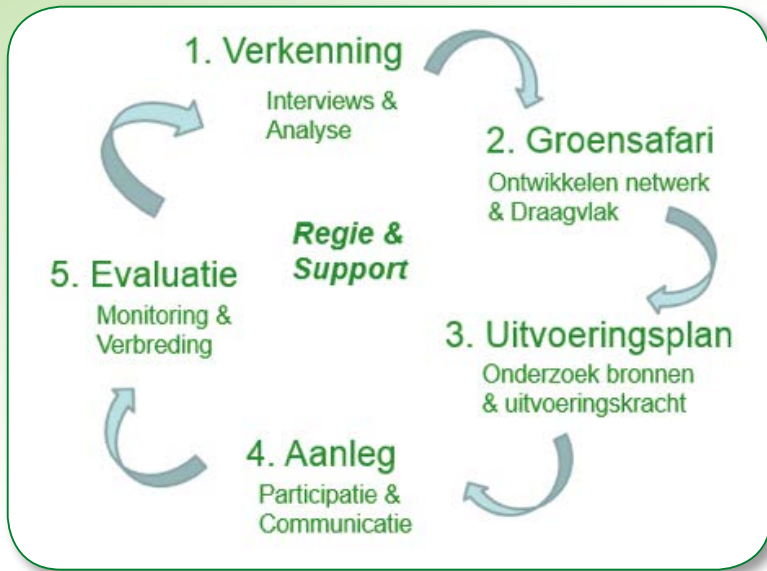 1. Verkenning
Interviews &
Analyse
2. Groensafari
Ontwikkelen netwerk
& Draagvlak
3. Uitvoeringsplan
Onderzoek bronnen
& uitvoeringskracht
4. Aanleg
Participatie &
Communicatie
5. Evaluatie
Monitoring &
Verbreding
Regie &
Support